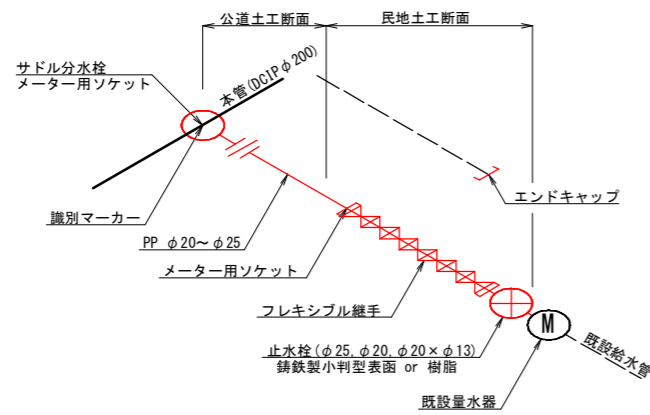 公道土工断面
民地土工断面
サドル分水栓
メーター用ソケット
本管(DCIPφ200)
エンドキャップ
識別マーカー
PP φ20～φ25
メーター用ソケット
フレキシブル継手
M
既設給水管
止水栓(φ25,φ20,φ20×φ13)
鋳鉄製小判型表函 or 樹脂
既設量水器